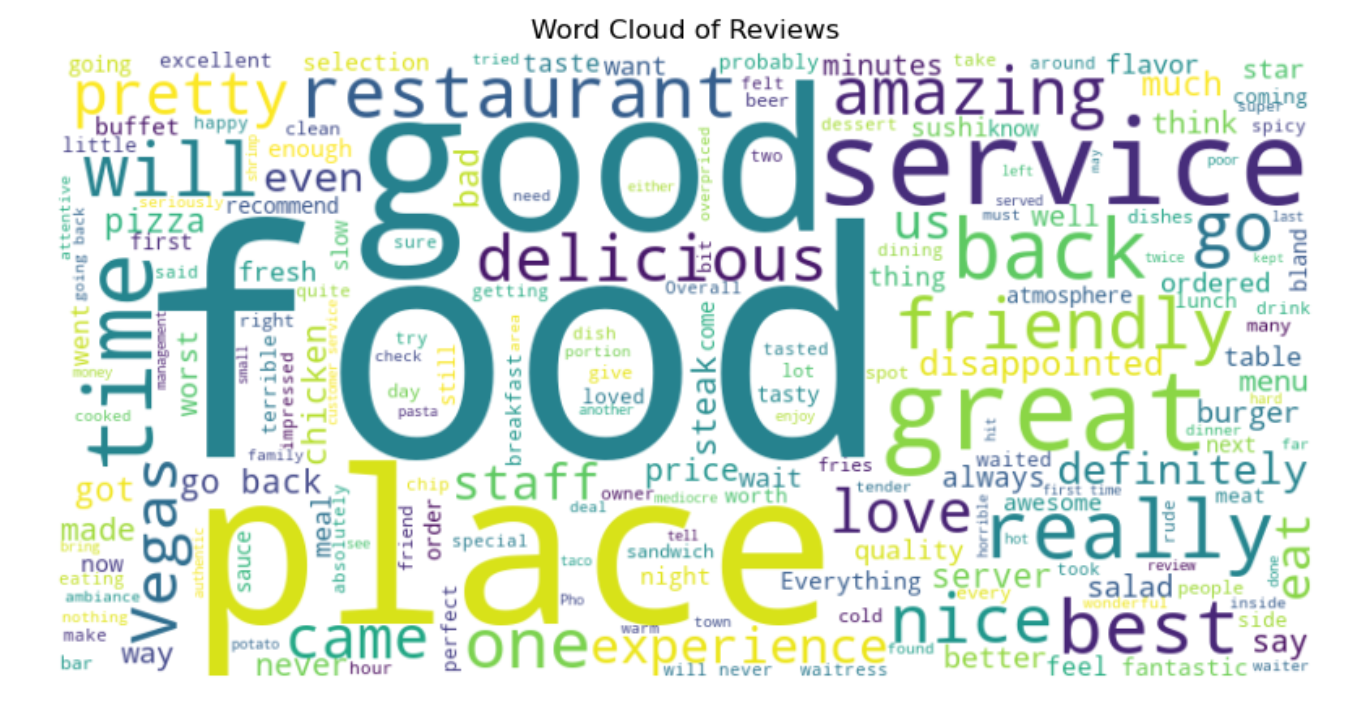 Word Cloud of Reviews
going excellent selection tried taste want probably minutes take around flavor star
pretty restaurant felt beer amazing much coming super
buffet happy clean dessert sushi know think spicy
little will shrimp enough even good bad overpriced two service left may poor
attentive seriously recommend need either served must well dishes last
pizza first slow sure delicious bit us back go
going back said fresh dining thing twice kept bland
time food quite getting Overall atmosphere ordered lunch drink
went management right try dish come tasted friendly many
worst small terrible impressed chicken customer service check still area portion steak lot disappointed table
money day breakfast give loved tasty spot great menu hard
cooked pasta another enjoy hit burger dinner
family next far
vegas go back meal chip staff price wait fries always waited definitely
got absolutely friend order owner mediocre worth tender love first time meat
made authentic sauce deal place horrible awesome really rude eat
bring now see special tell sandwich quality hot review done
eating taco night Everything server took people
ambiance Pho every salad wonderful inside
nothing warm town cold nice best side
make potato came perfect one experience found say
bar way never hour will never waitress better feel fantastic waiter